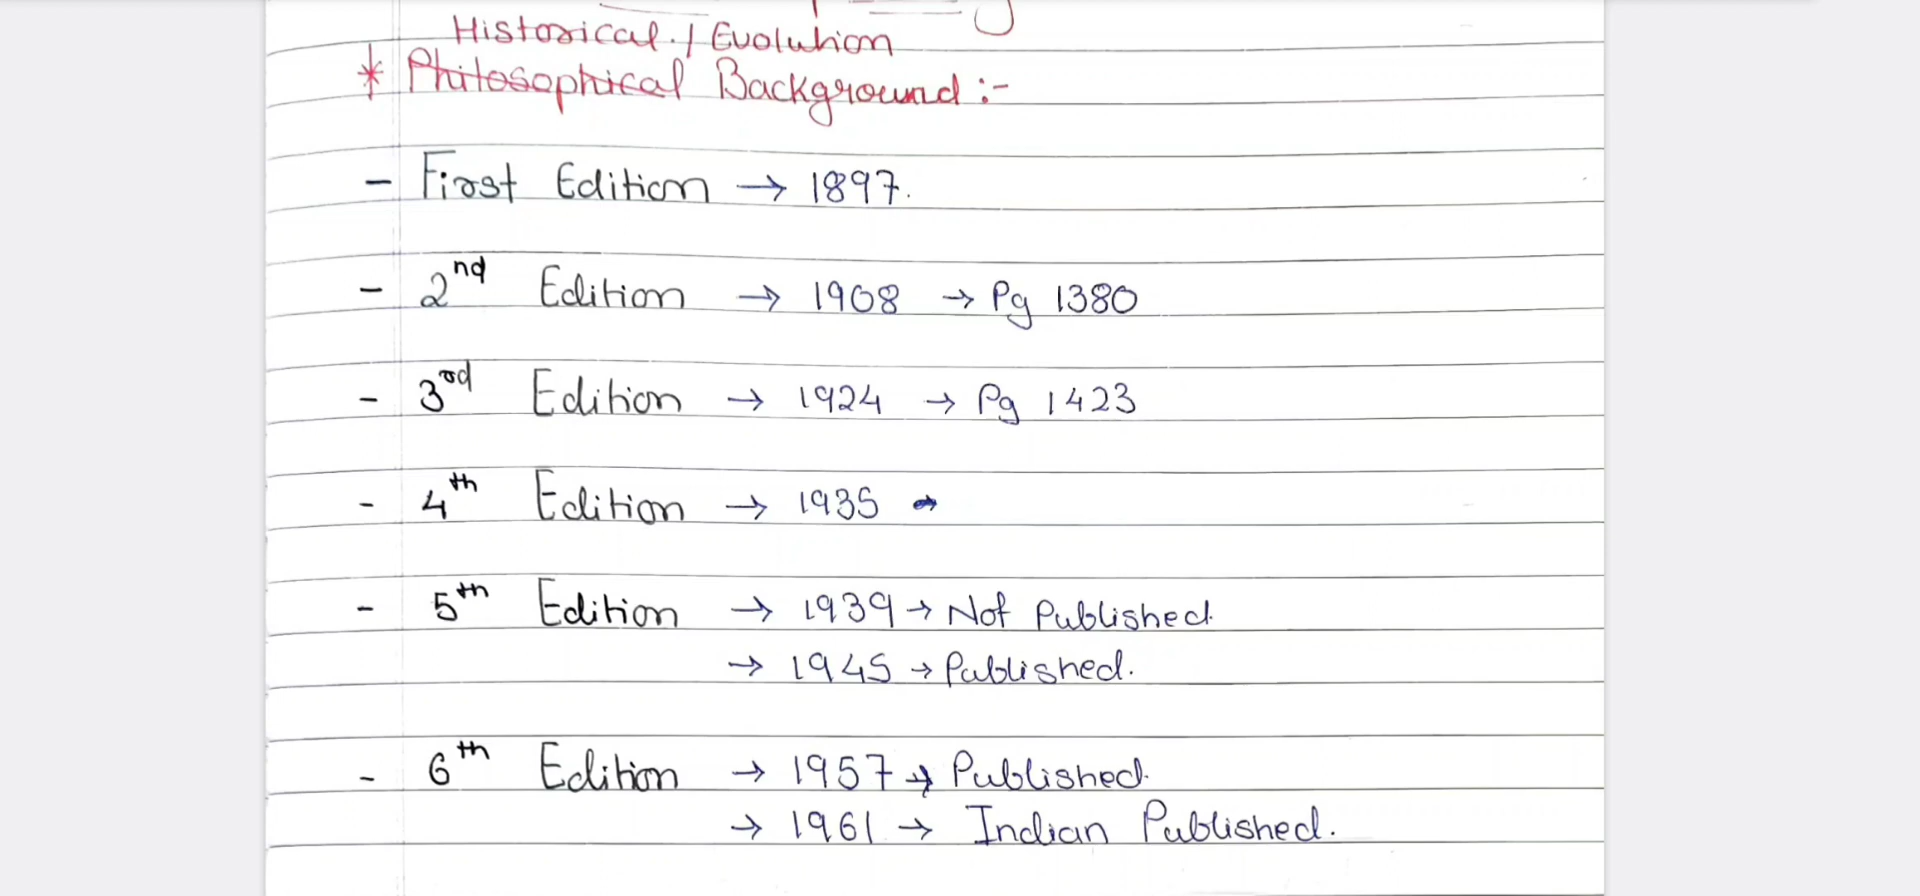 Historical / Evolution
* Philosophical Background :-
- First Edition → 1897.
- 2nd Edition → 1908 → Pg 1380
- 3rd Edition → 1924 → Pg 1423
- 4th Edition → 1935 →
- 5th Edition → 1939 → Not Published.
→ 1945 → Published.
- 6th Edition → 1957 → Published.
→ 1961 → Indian Published.